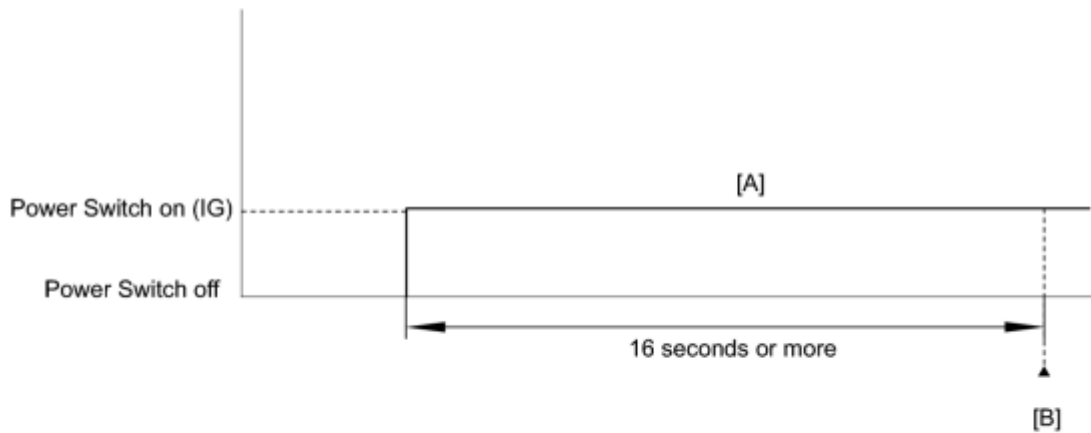 [A]
Power Switch on (IG)
Power Switch off
16 seconds or more
[B]